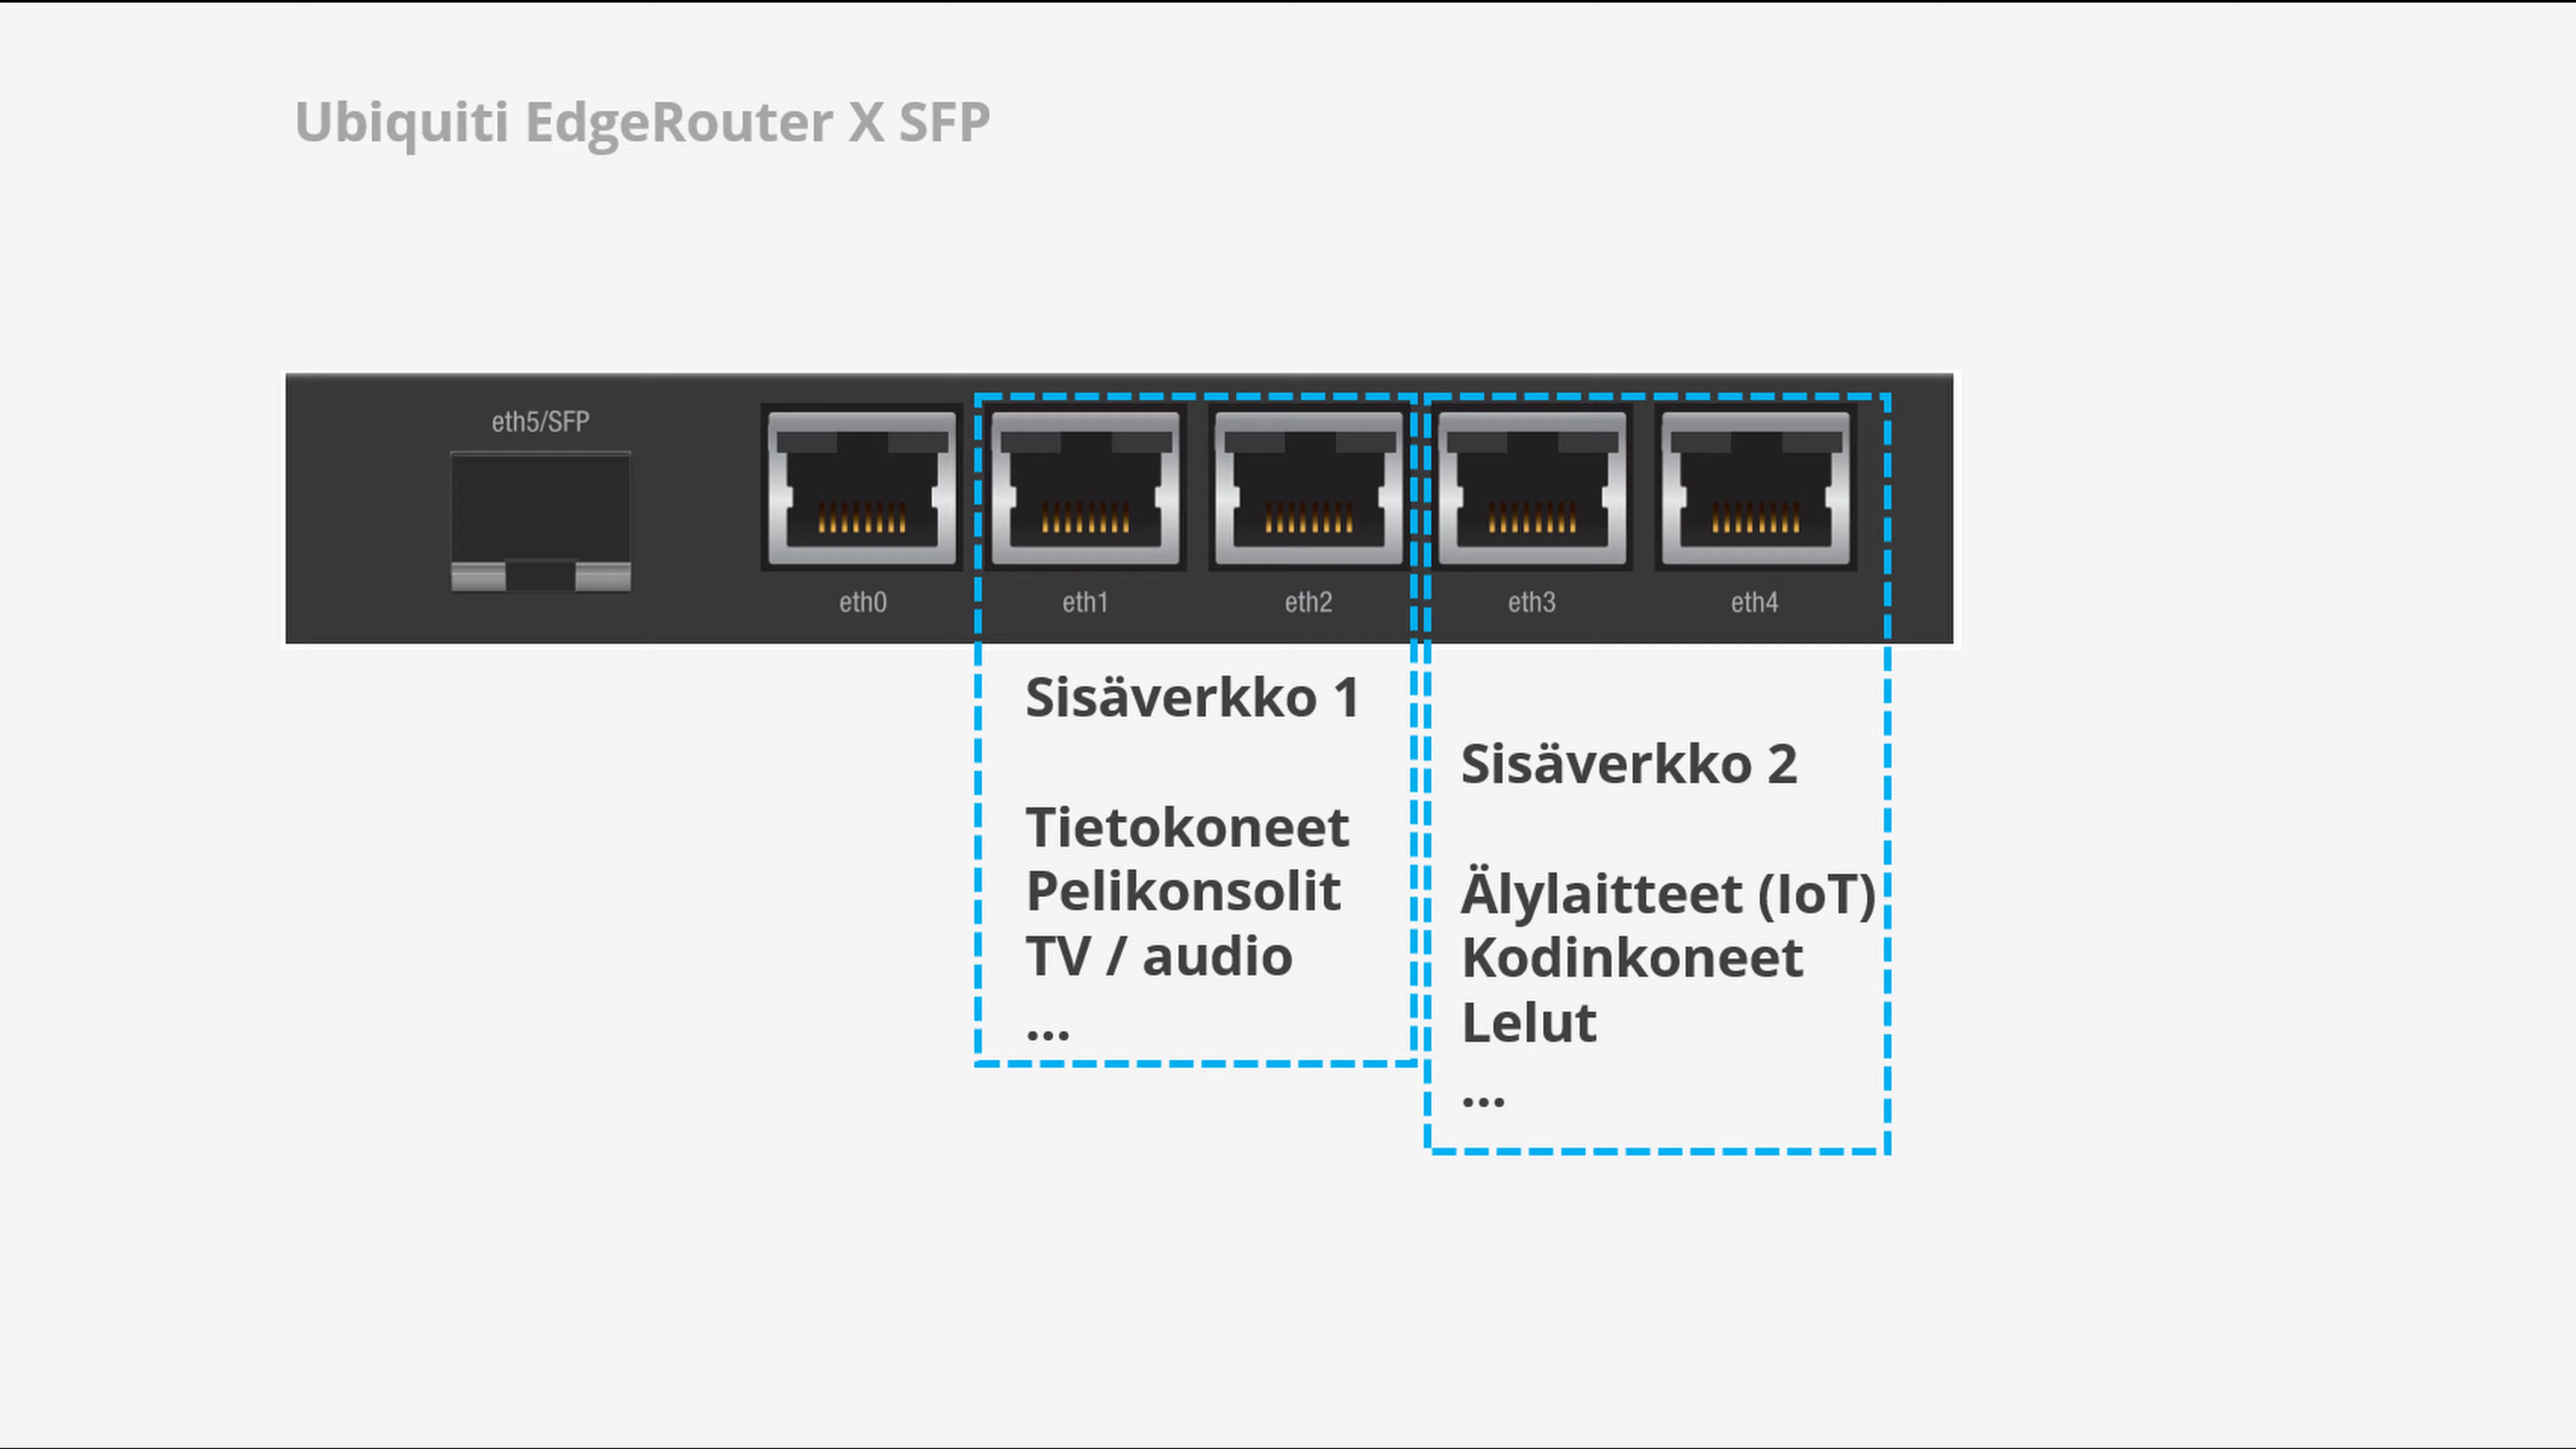 Ubiquiti EdgeRouter X SFP
eth5/SFP
eth0
eth1
eth2
eth3
eth4
Sisäverkko 1
Tietokoneet
Pelikonsolit
TV / audio
...
Sisäverkko 2
Älylaitteet (IoT)
Kodinkoneet
Lelut
...